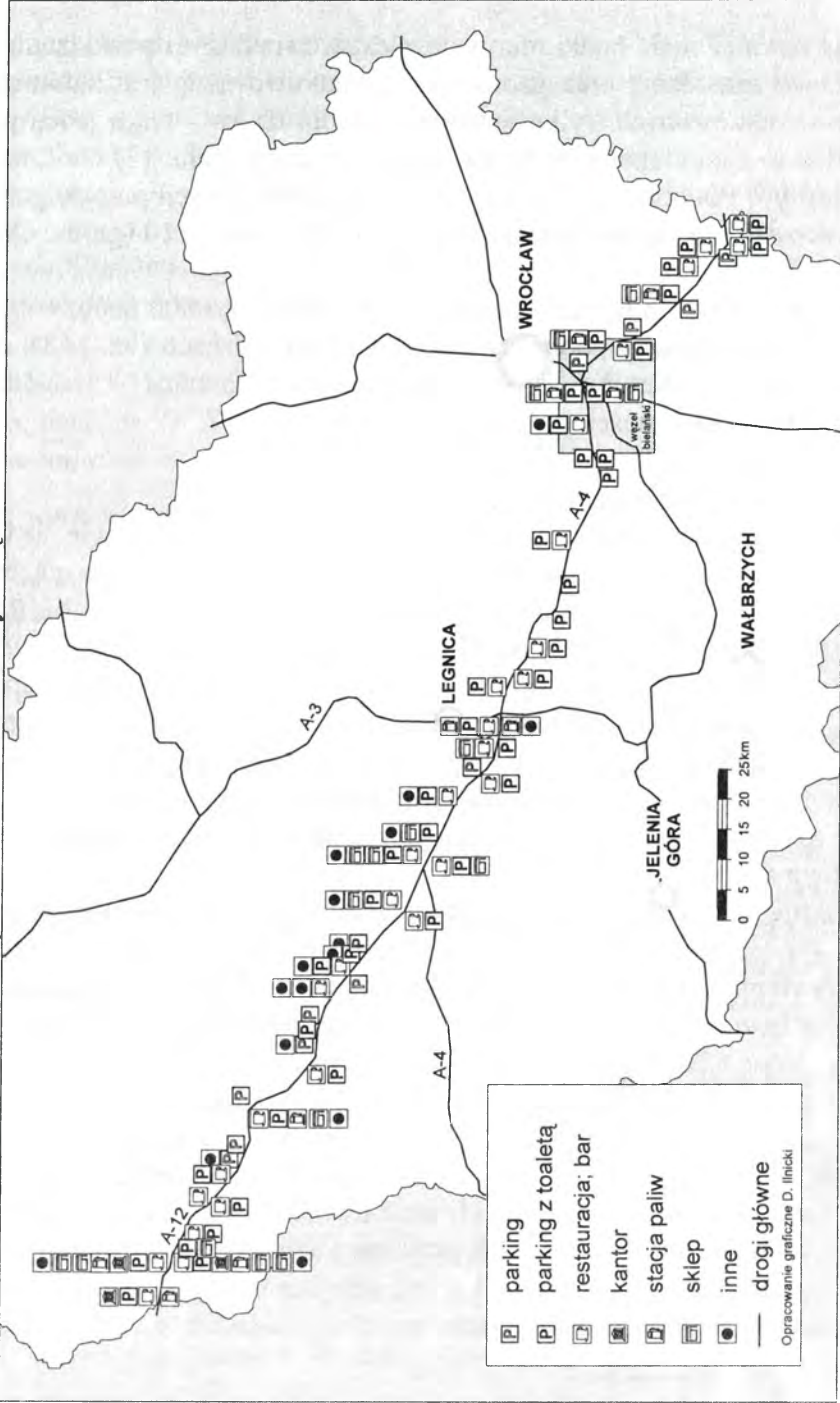 WROCŁAW
węzeł
bielański
A-4
LEGNICA
WAŁBRZYCH
A-3
JELENIA
GÓRA
0 5 10 15 20 25km
A-4
A-12
P parking
P parking z toaletą
restauracja; bar
kantor
stacja paliw
sklep
inne
drogi główne
Opracowanie graficzne D. Ilnicki